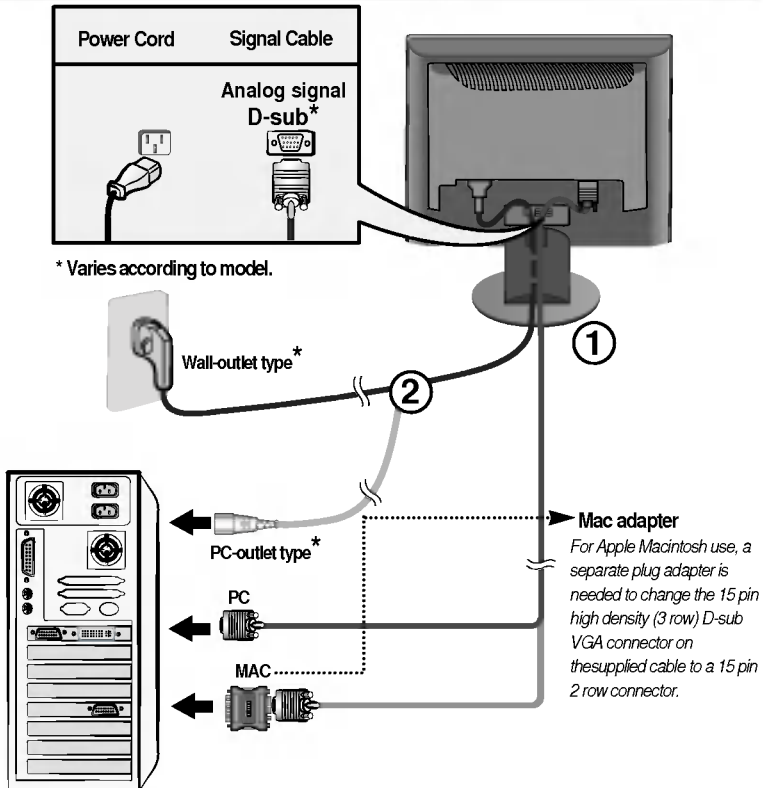 Power Cord
Signal Cable
Analog signal
D-sub*
* Varies according to model.
1
Wall-outlet type*
2
PC-outlet type*
PC
MAC
Mac adapter
For Apple Macintosh use, a
separate plug adapter is
needed to change the 15 pin
high density (3 row) D-sub
VGA connector on
thesupplied cable to a 15 pin
2 row connector.